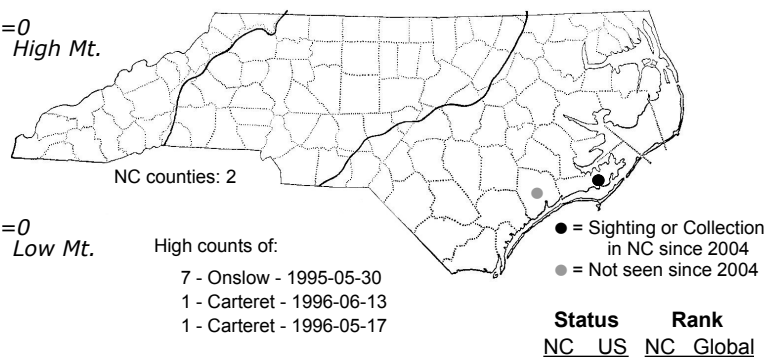 =0
High Mt.
NC counties: 2
=0
Low Mt.
High counts of:
7 - Onslow - 1995-05-30
1 - Carteret - 1996-06-13
1 - Carteret - 1996-05-17
● = Sighting or Collection
in NC since 2004
● = Not seen since 2004
Status Rank
NC US NC Global